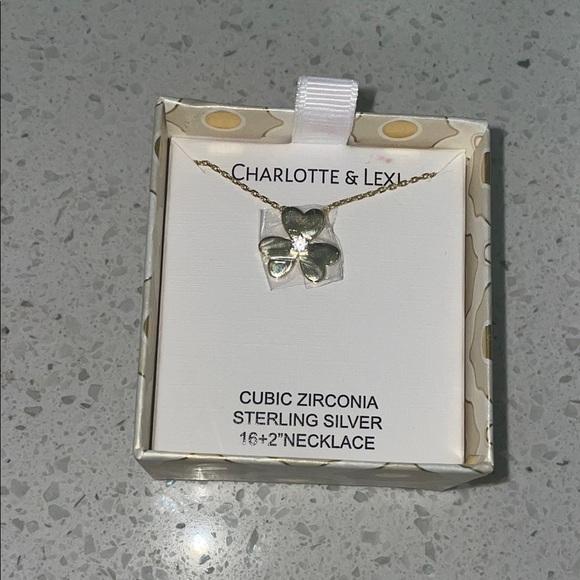 CHARLOTTE & LEXI
CUBIC ZIRCONIA
STERLING SILVER
16+2"NECKLACE